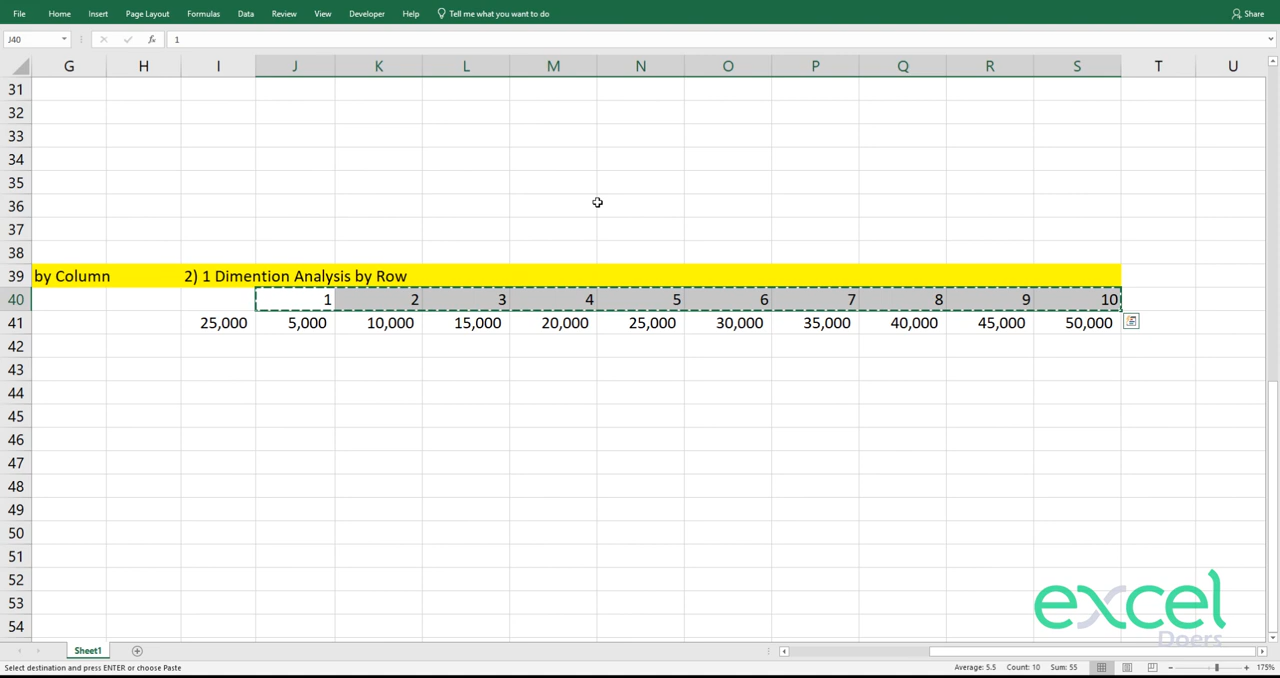 File Home Insert Page Layout Formulas Data Review View Developer Help Tell me what you want to do Share
J40 fx 1
G H I J K L M N O P Q R S T U
31
32
33
34
35
36
37
38
39 by Column 2) 1 Dimention Analysis by Row
40 1 2 3 4 5 6 7 8 9 10
41 25,000 5,000 10,000 15,000 20,000 25,000 30,000 35,000 40,000 45,000 50,000
42
43
44
45
46
47
48
49
50
51
52
53
54
excel
Doers
Sheet1
Select destination and press ENTER or choose Paste Average: 5.5 Count: 10 Sum: 55 175%